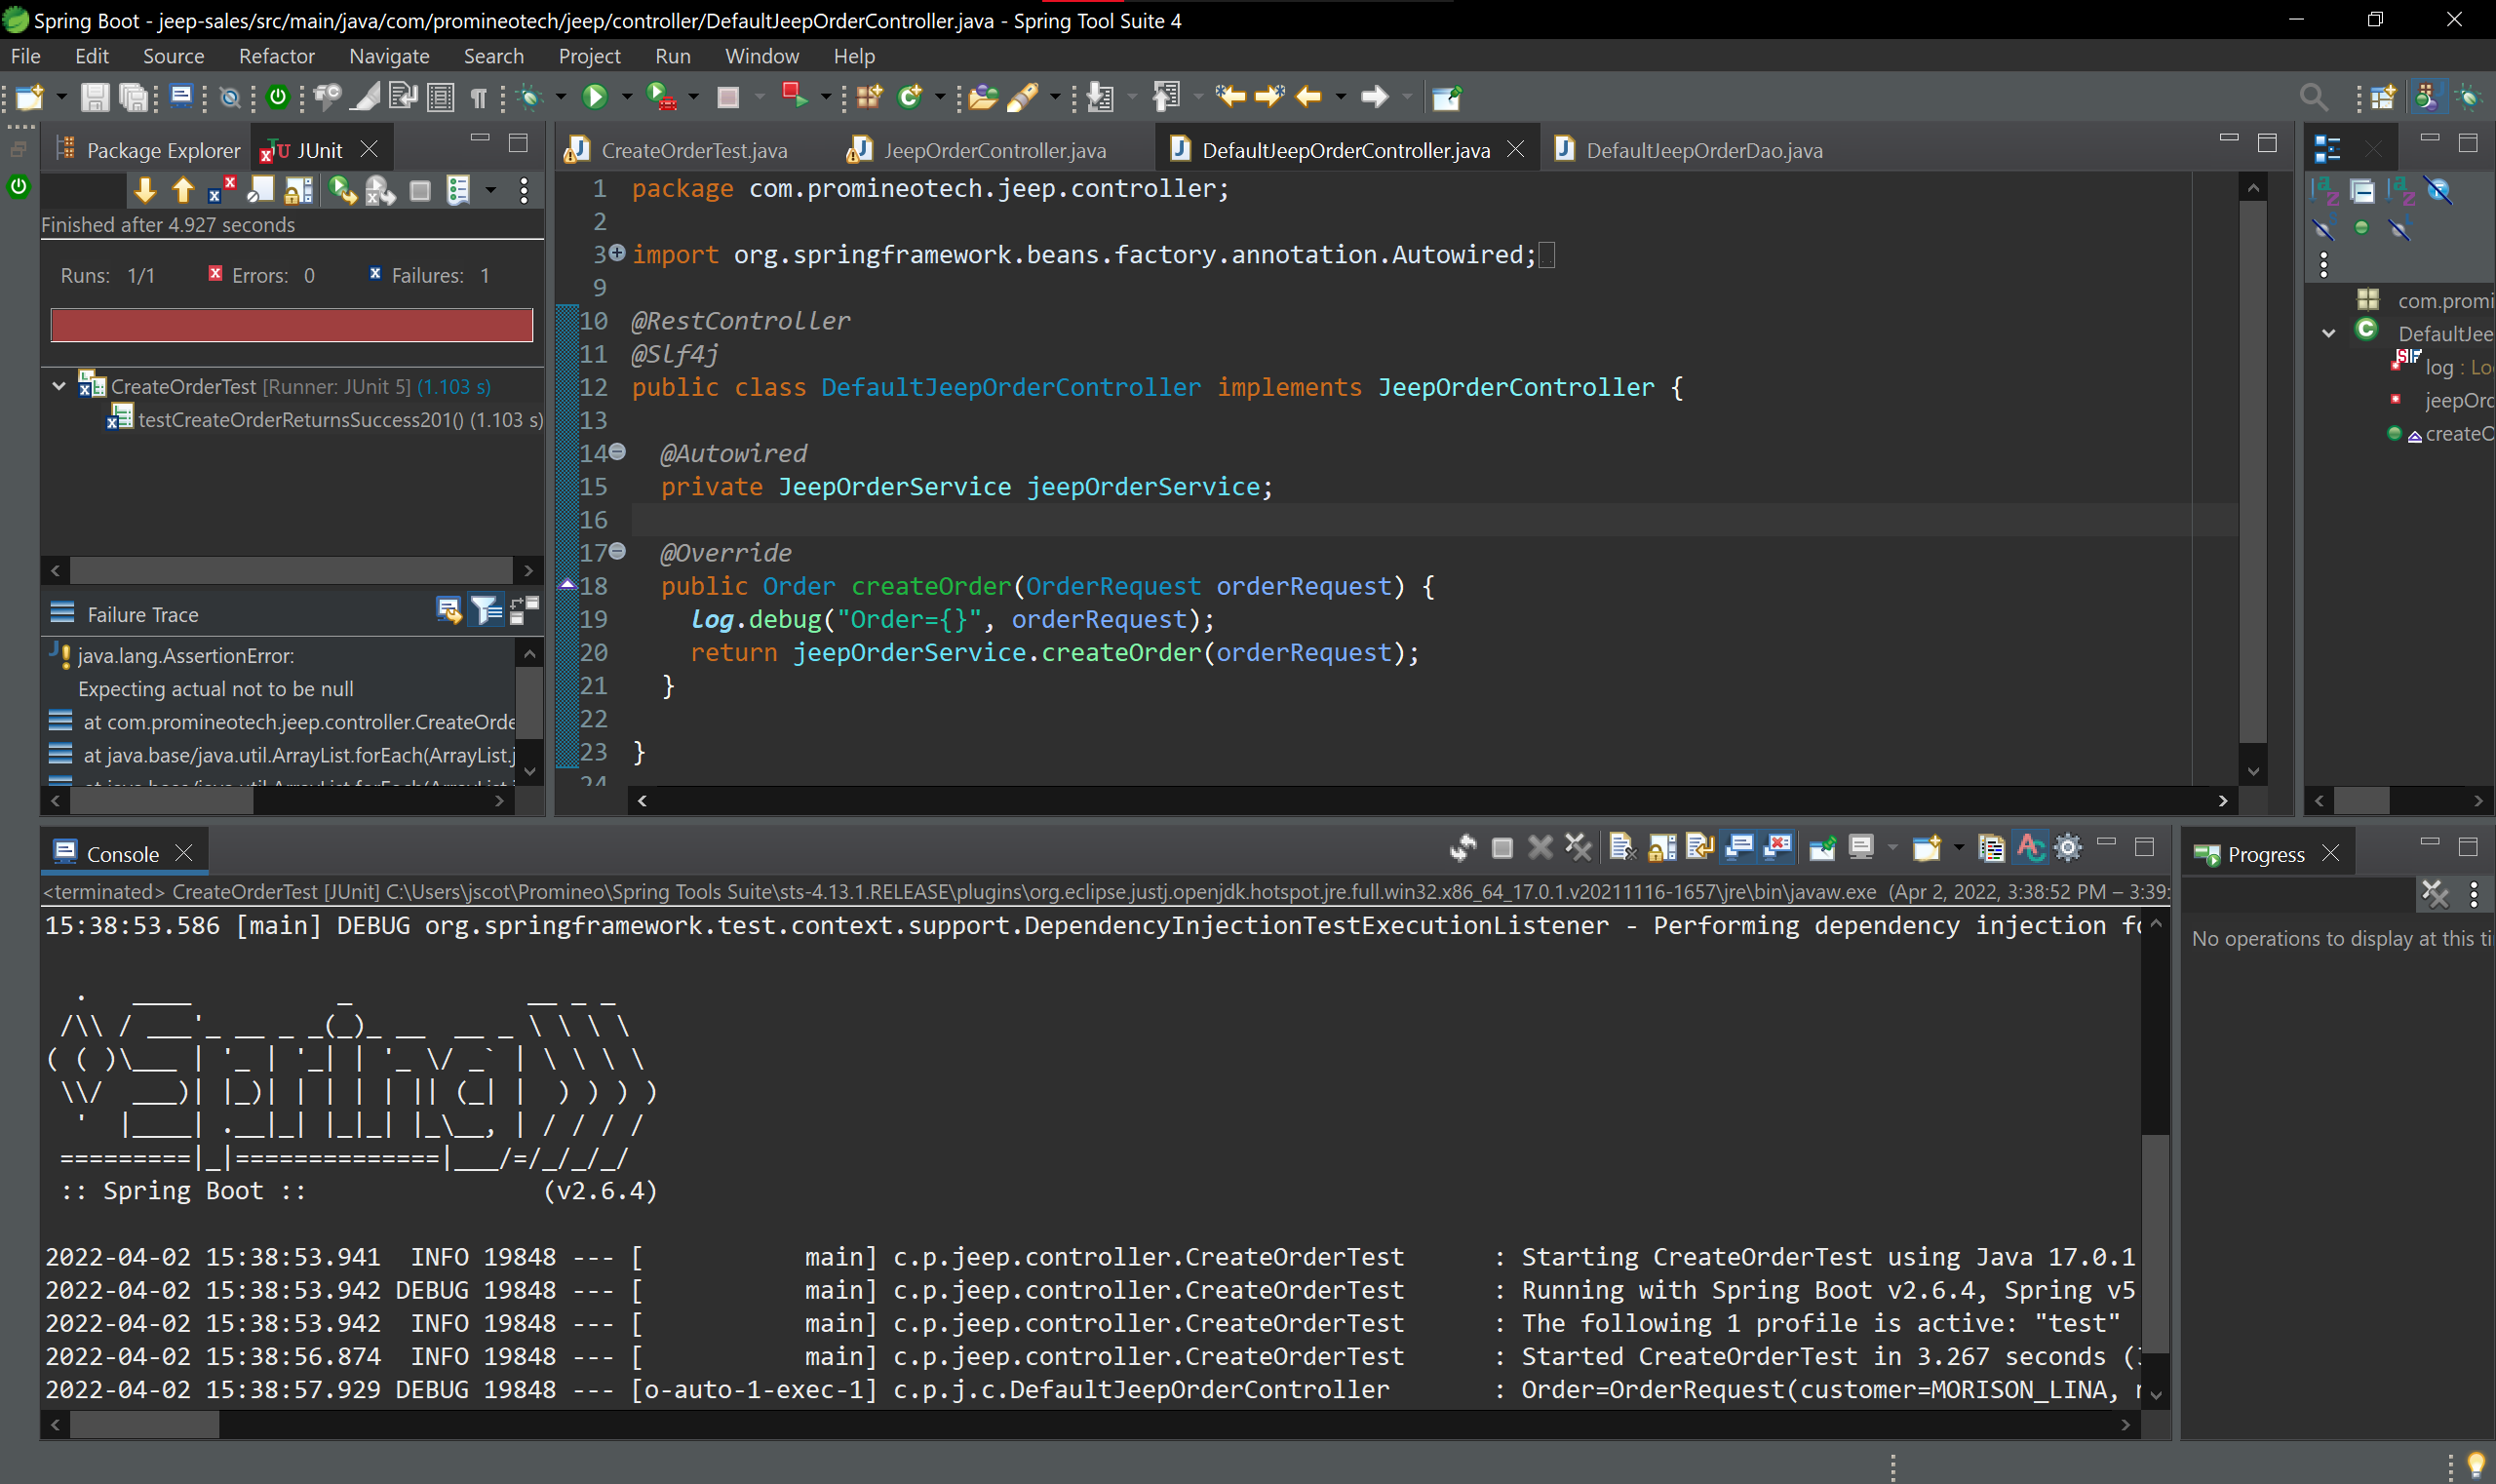 Spring Boot - jeep-sales/src/main/java/com/promineotech/jeep/controller/DefaultJeepOrderController.java - Spring Tool Suite 4
File Edit Source Refactor Navigate Search Project Run Window Help
Package Explorer JUnit
Finished after 4.927 seconds
Runs: 1/1 Errors: 0 Failures: 1
CreateOrderTest [Runner: JUnit 5] (1.103 s)
testCreateOrderReturnsSuccess201() (1.103 s)
Failure Trace
java.lang.AssertionError:
Expecting actual not to be null
at com.promineotech.jeep.controller.CreateOrde
at java.base/java.util.ArrayList.forEach(ArrayList.j
CreateOrderTest.java JeepOrderController.java DefaultJeepOrderController.java DefaultJeepOrderDao.java
1 package com.promineotech.jeep.controller;
2
3 import org.springframework.beans.factory.annotation.Autowired;
9
10 @RestController
11 @Slf4j
12 public class DefaultJeepOrderController implements JeepOrderController {
13
14 @Autowired
15 private JeepOrderService jeepOrderService;
16
17 @Override
18 public Order createOrder(OrderRequest orderRequest) {
19 log.debug("Order={}", orderRequest);
20 return jeepOrderService.createOrder(orderRequest);
21 }
22
23 }
24
com.promi
DefaultJee
log : Lo
jeepOrd
createO
Console
<terminated> CreateOrderTest [JUnit] C:\Users\jscot\Promineo\Spring Tools Suite\sts-4.13.1.RELEASE\plugins\org.eclipse.justj.openjdk.hotspot.jre.full.win32.x86_64_17.0.1.v20211116-1657\jre\bin\javaw.exe (Apr 2, 2022, 3:38:52 PM – 3:39:
15:38:53.586 [main] DEBUG org.springframework.test.context.support.DependencyInjectionTestExecutionListener - Performing dependency injection fo
:: Spring Boot :: (v2.6.4)
2022-04-02 15:38:53.941 INFO 19848 --- [ main] c.p.jeep.controller.CreateOrderTest : Starting CreateOrderTest using Java 17.0.1
2022-04-02 15:38:53.942 DEBUG 19848 --- [ main] c.p.jeep.controller.CreateOrderTest : Running with Spring Boot v2.6.4, Spring v5
2022-04-02 15:38:53.942 INFO 19848 --- [ main] c.p.jeep.controller.CreateOrderTest : The following 1 profile is active: "test"
2022-04-02 15:38:56.874 INFO 19848 --- [ main] c.p.jeep.controller.CreateOrderTest : Started CreateOrderTest in 3.267 seconds (
2022-04-02 15:38:57.929 DEBUG 19848 --- [o-auto-1-exec-1] c.p.j.c.DefaultJeepOrderController : Order=OrderRequest(customer=MORISON_LINA,
Progress
No operations to display at this ti